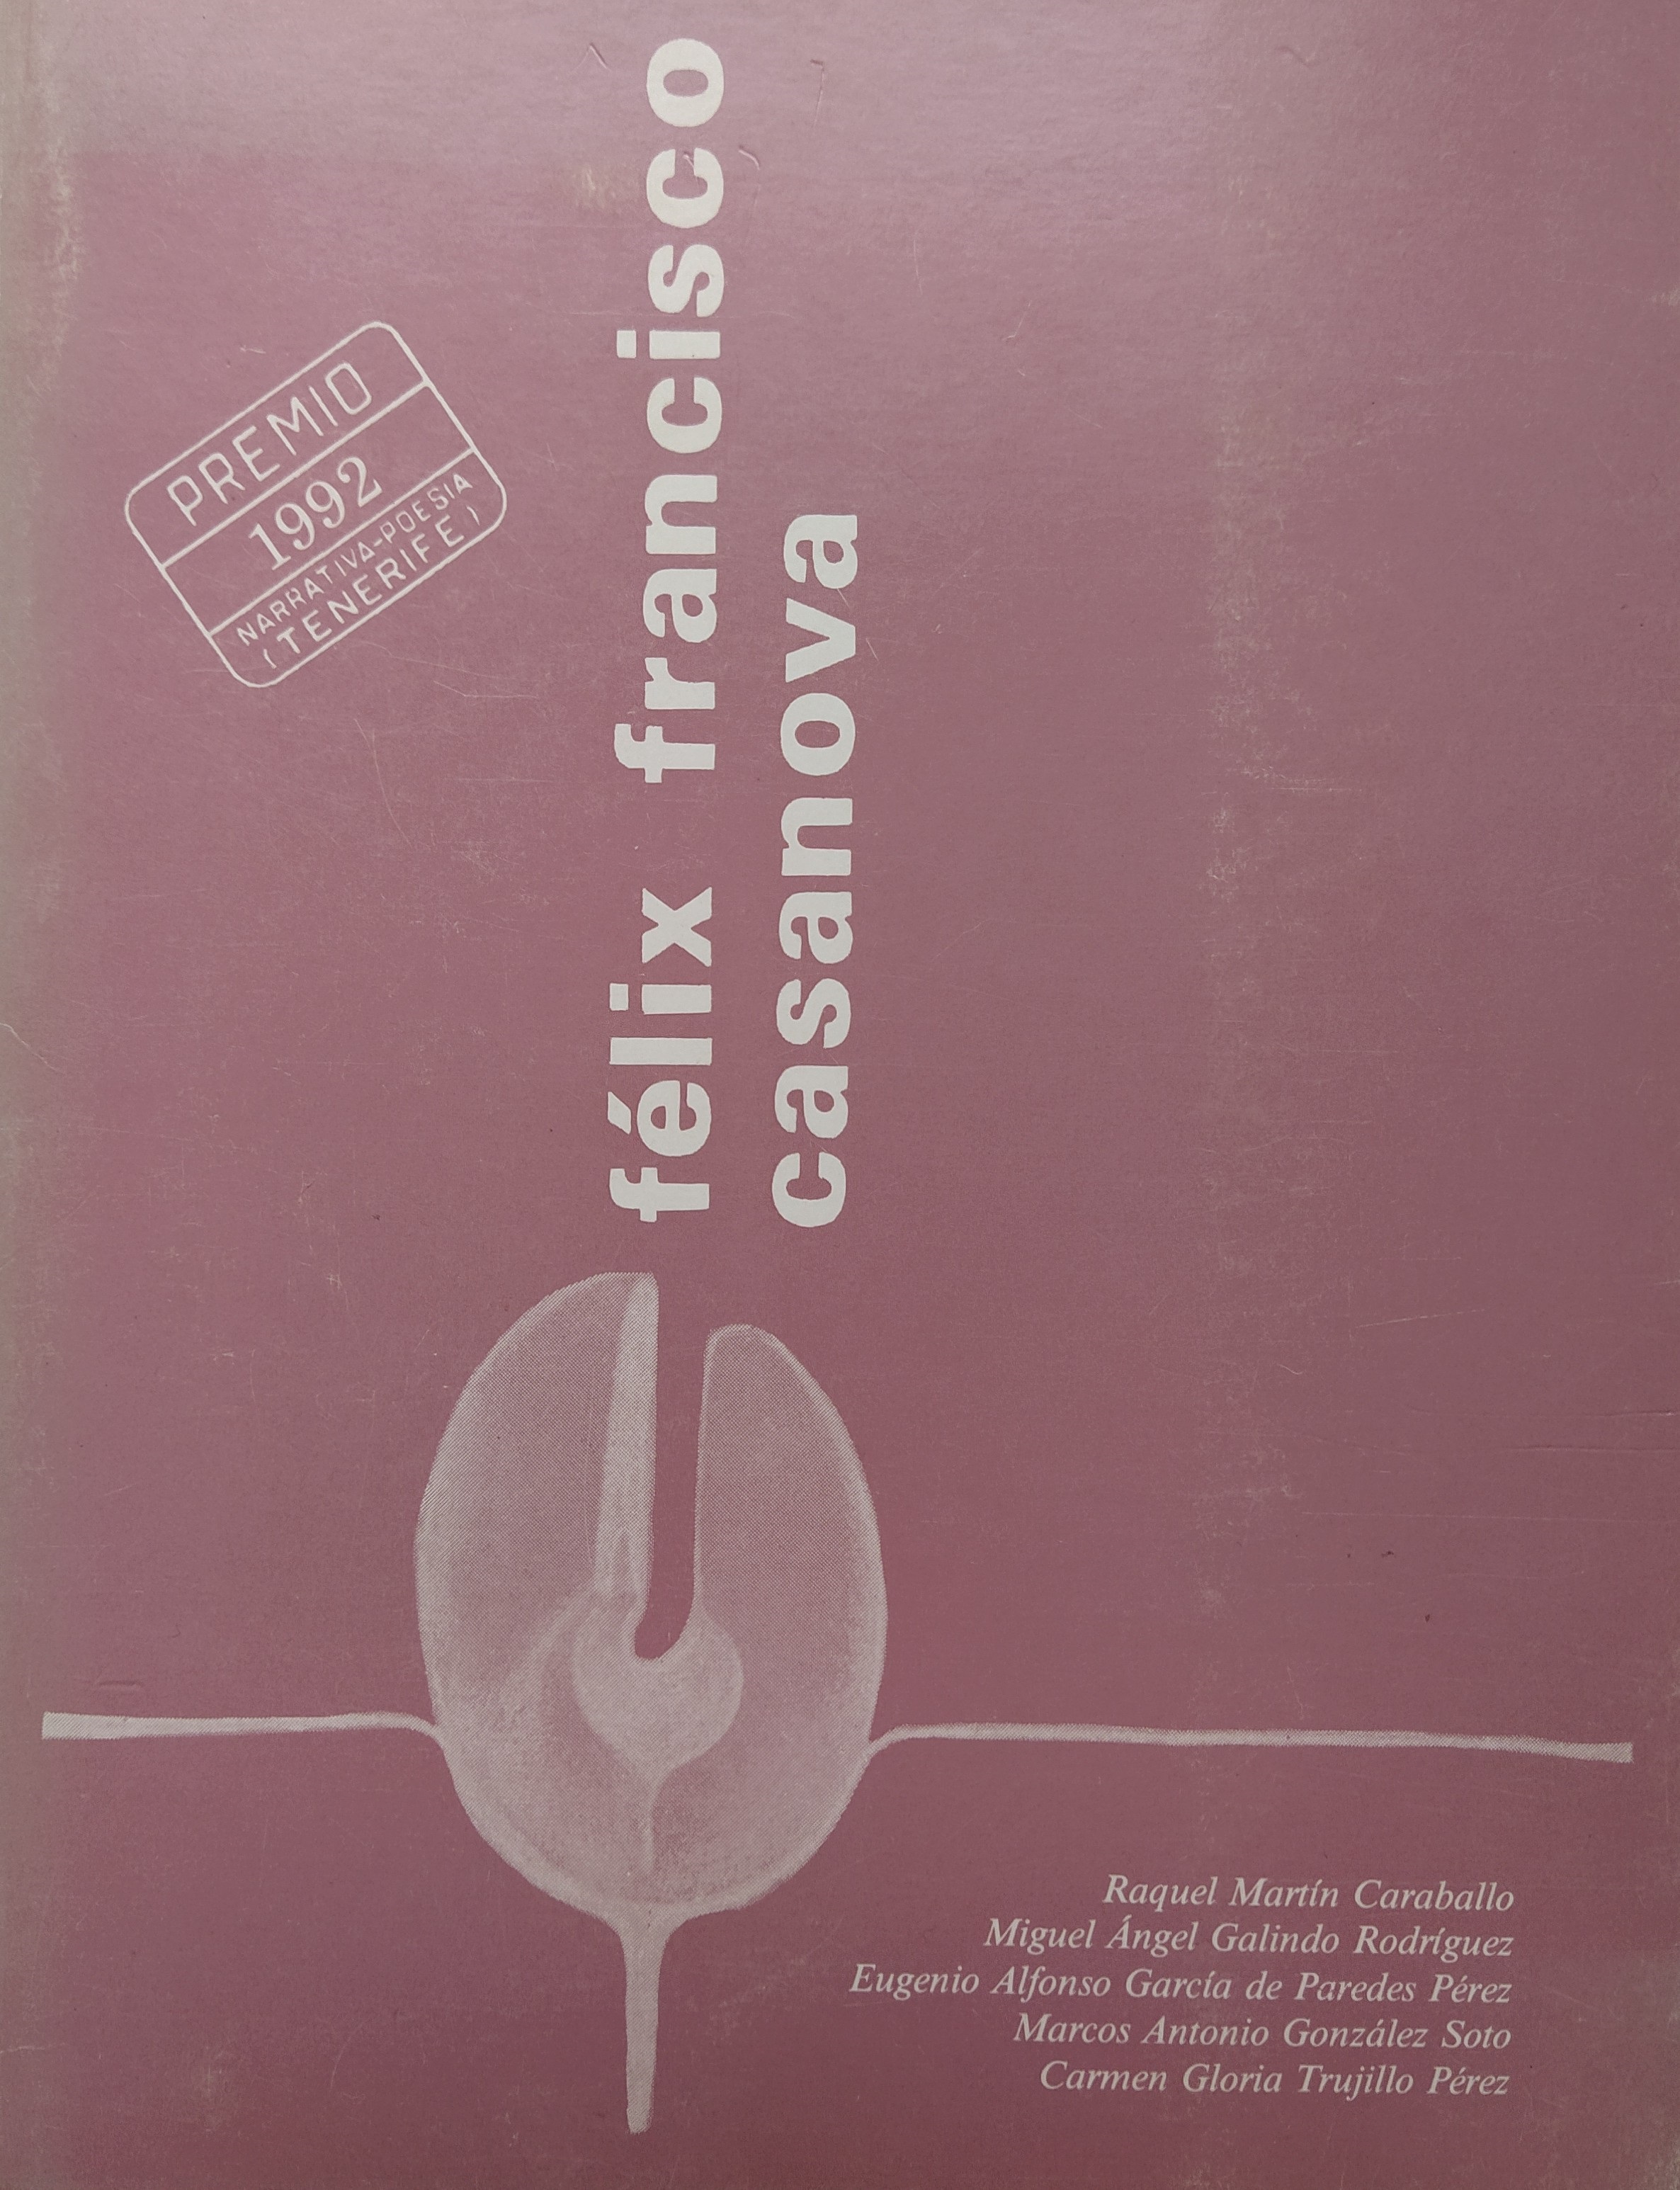 PREMIO
1992
NARRATIVA-POESIA
(TENERIFE)
félix francisco
casanova
Raquel Martín Caraballo
Miguel Ángel Galindo Rodríguez
Eugenio Alfonso García de Paredes Pérez
Marcos Antonio González Soto
Carmen Gloria Trujillo Pérez